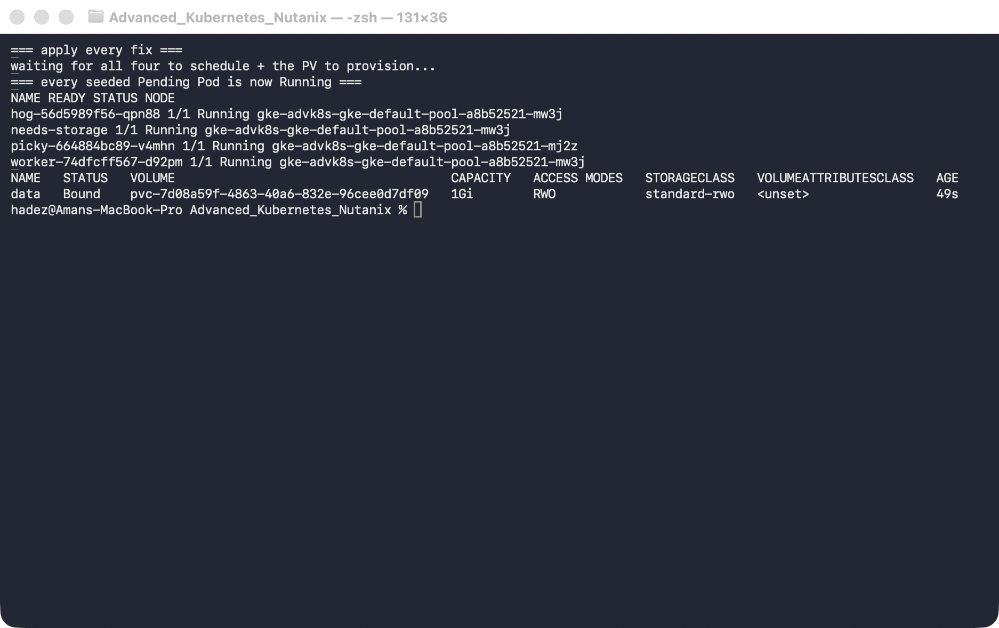 Advanced_Kubernetes_Nutanix — -zsh — 131×36
=== apply every fix ===
waiting for all four to schedule + the PV to provision...
=== every seeded Pending Pod is now Running ===
NAME READY STATUS NODE
hog-56d5989f56-qpn88 1/1 Running gke-advk8s-gke-default-pool-a8b52521-mw3j
needs-storage 1/1 Running gke-advk8s-gke-default-pool-a8b52521-mw3j
picky-664884bc89-v4mhn 1/1 Running gke-advk8s-gke-default-pool-a8b52521-mj2z
worker-74dfcff567-d92pm 1/1 Running gke-advk8s-gke-default-pool-a8b52521-mw3j
NAME   STATUS   VOLUME                                     CAPACITY   ACCESS MODES   STORAGECLASS   VOLUMEATTRIBUTESCLASS   AGE
data   Bound    pvc-7d08a59f-4863-40a6-832e-96cee0d7df09   1Gi        RWO            standard-rwo   <unset>                 49s
hadez@Amans-MacBook-Pro Advanced_Kubernetes_Nutanix %